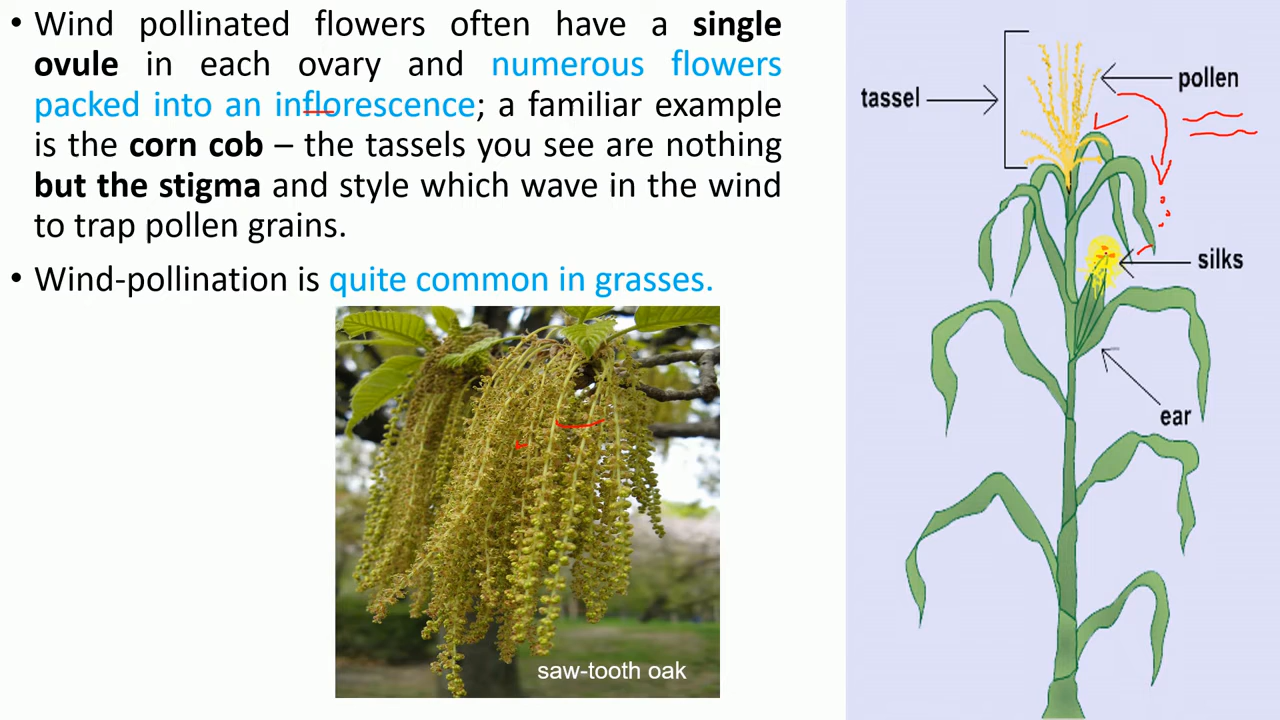 • Wind pollinated flowers often have a single
ovule in each ovary and numerous flowers
packed into an inflorescence; a familiar example
is the corn cob – the tassels you see are nothing
but the stigma and style which wave in the wind
to trap pollen grains.
• Wind-pollination is quite common in grasses.
saw-tooth oak
tassel
pollen
silks
ear